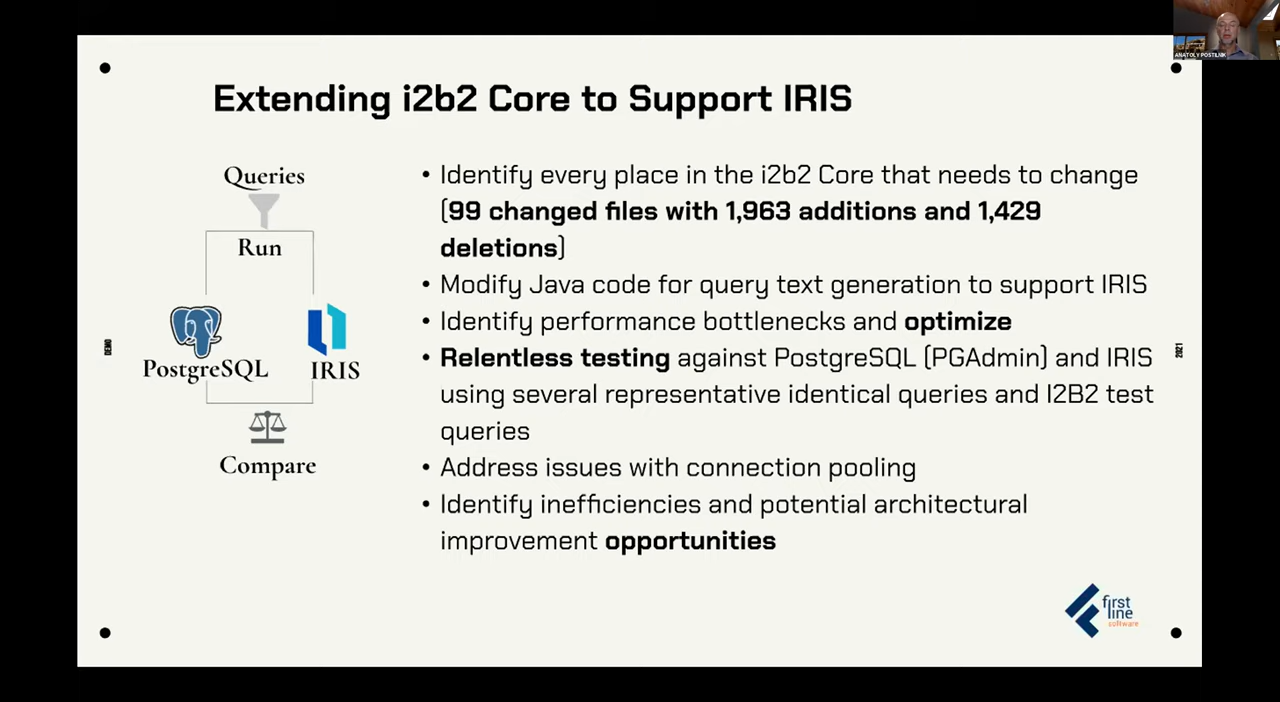 ANATOLY POSTILNIK
Extending i2b2 Core to Support IRIS
Queries
Run
PostgreSQL
IRIS
Compare
• Identify every place in the i2b2 Core that needs to change
(99 changed files with 1,963 additions and 1,429
deletions)
• Modify Java code for query text generation to support IRIS
• Identify performance bottlenecks and optimize
• Relentless testing against PostgreSQL (PGAdmin) and IRIS
using several representative identical queries and I2B2 test
queries
• Address issues with connection pooling
• Identify inefficiencies and potential architectural
improvement opportunities
DEMO
2021
first
line
software